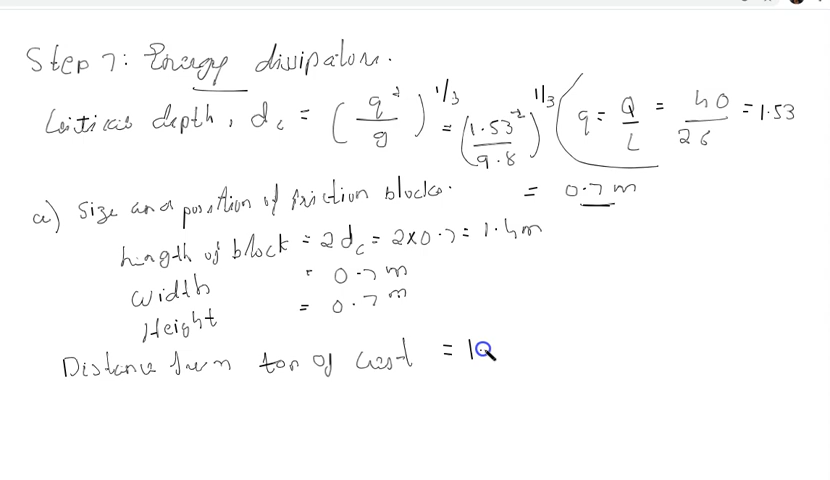 Step 7: Energy dissipators.
Critical depth, dc = (q²/g)^1/3 = (1.53²/9.8)^1/3 (q = Q/L = 40/26 = 1.53
= 0.7 m
a) Size and position of friction blocks.
Length of block = 2dc = 2×0.7 = 1.4m
Width = 0.7 m
Height = 0.7 m
Distance from toe of crest = 10